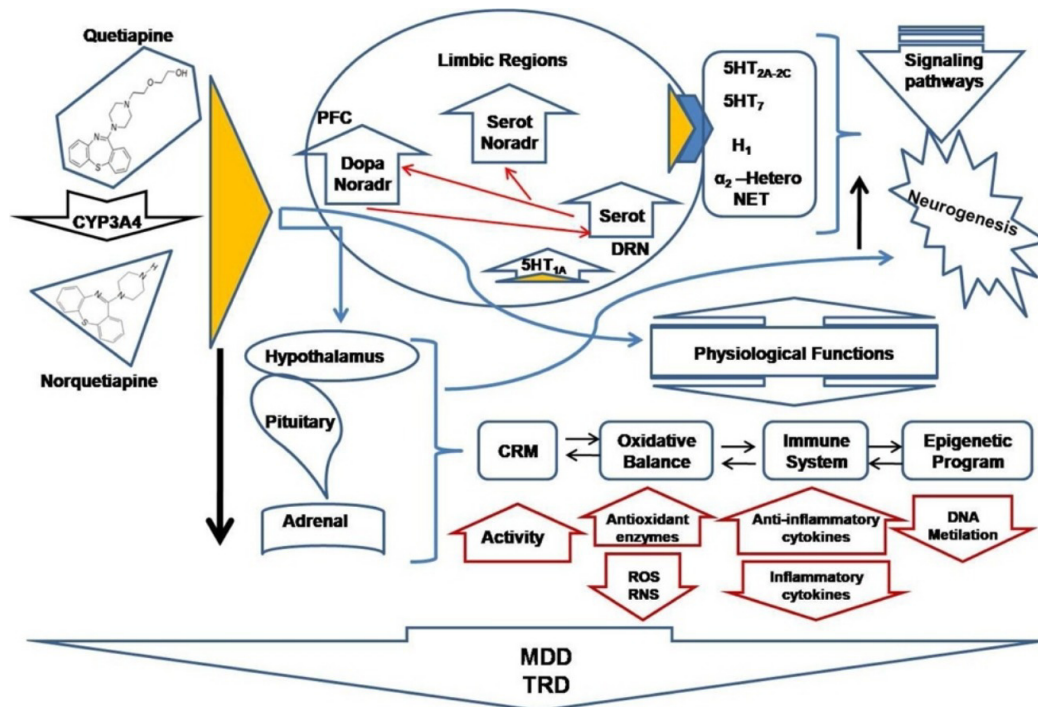 Quetiapine
OH
O
N
N
N
S
CYP3A4
H
N
N
N
S
Norquetiapine
Limbic Regions
PFC
Serot
Noradr
Dopa
Noradr
Serot
DRN
5HT1A
5HT2A-2C
5HT7
H1
α2 –Hetero
NET
Signaling
pathways
Neurogenesis
Hypothalamus
Pituitary
Adrenal
Physiological Functions
CRM
Oxidative
Balance
Immune
System
Epigenetic
Program
Activity
Antioxidant
enzymes
Anti-inflammatory
cytokines
DNA
Metilation
ROS
RNS
Inflammatory
cytokines
MDD
TRD